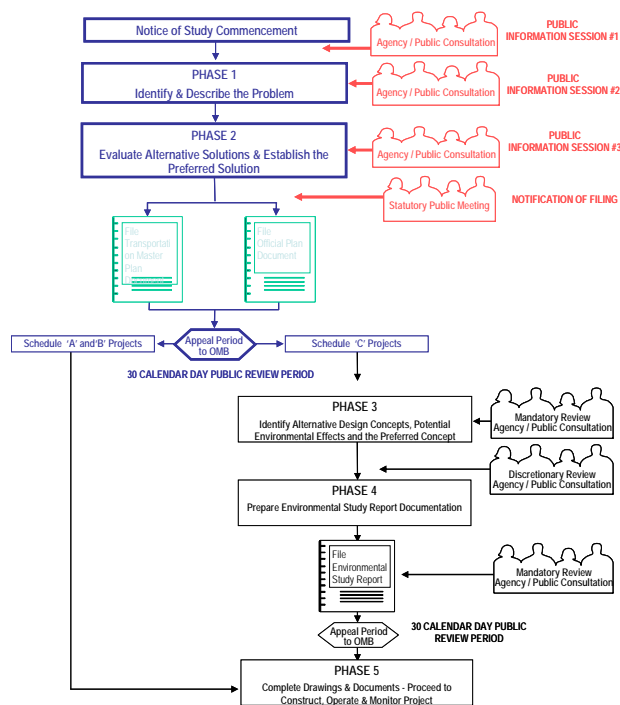 Notice of Study Commencement
PUBLIC
INFORMATION SESSION #1
Agency / Public Consultation
PHASE 1
Identify & Describe the Problem
PUBLIC
INFORMATION SESSION #2
Agency / Public Consultation
PHASE 2
Evaluate Alternative Solutions & Establish the
Preferred Solution
PUBLIC
INFORMATION SESSION #3
Agency / Public Consultation
Statutory Public Meeting
NOTIFICATION OF FILING
File
Transportati
on Master
Plan
File
Official Plan
Document
Schedule 'A' and 'B' Projects
Appeal Period
to OMB
Schedule 'C' Projects
30 CALENDAR DAY PUBLIC REVIEW PERIOD
PHASE 3
Identify Alternative Design Concepts, Potential
Environmental Effects and the Preferred Concept
Mandatory Review
Agency / Public Consultation
Discretionary Review
Agency / Public Consultation
PHASE 4
Prepare Environmental Study Report Documentation
File
Environmental
Study Report
Mandatory Review
Agency / Public Consultation
Appeal Period
to OMB
30 CALENDAR DAY PUBLIC
REVIEW PERIOD
PHASE 5
Complete Drawings & Documents - Proceed to
Construct, Operate & Monitor Project